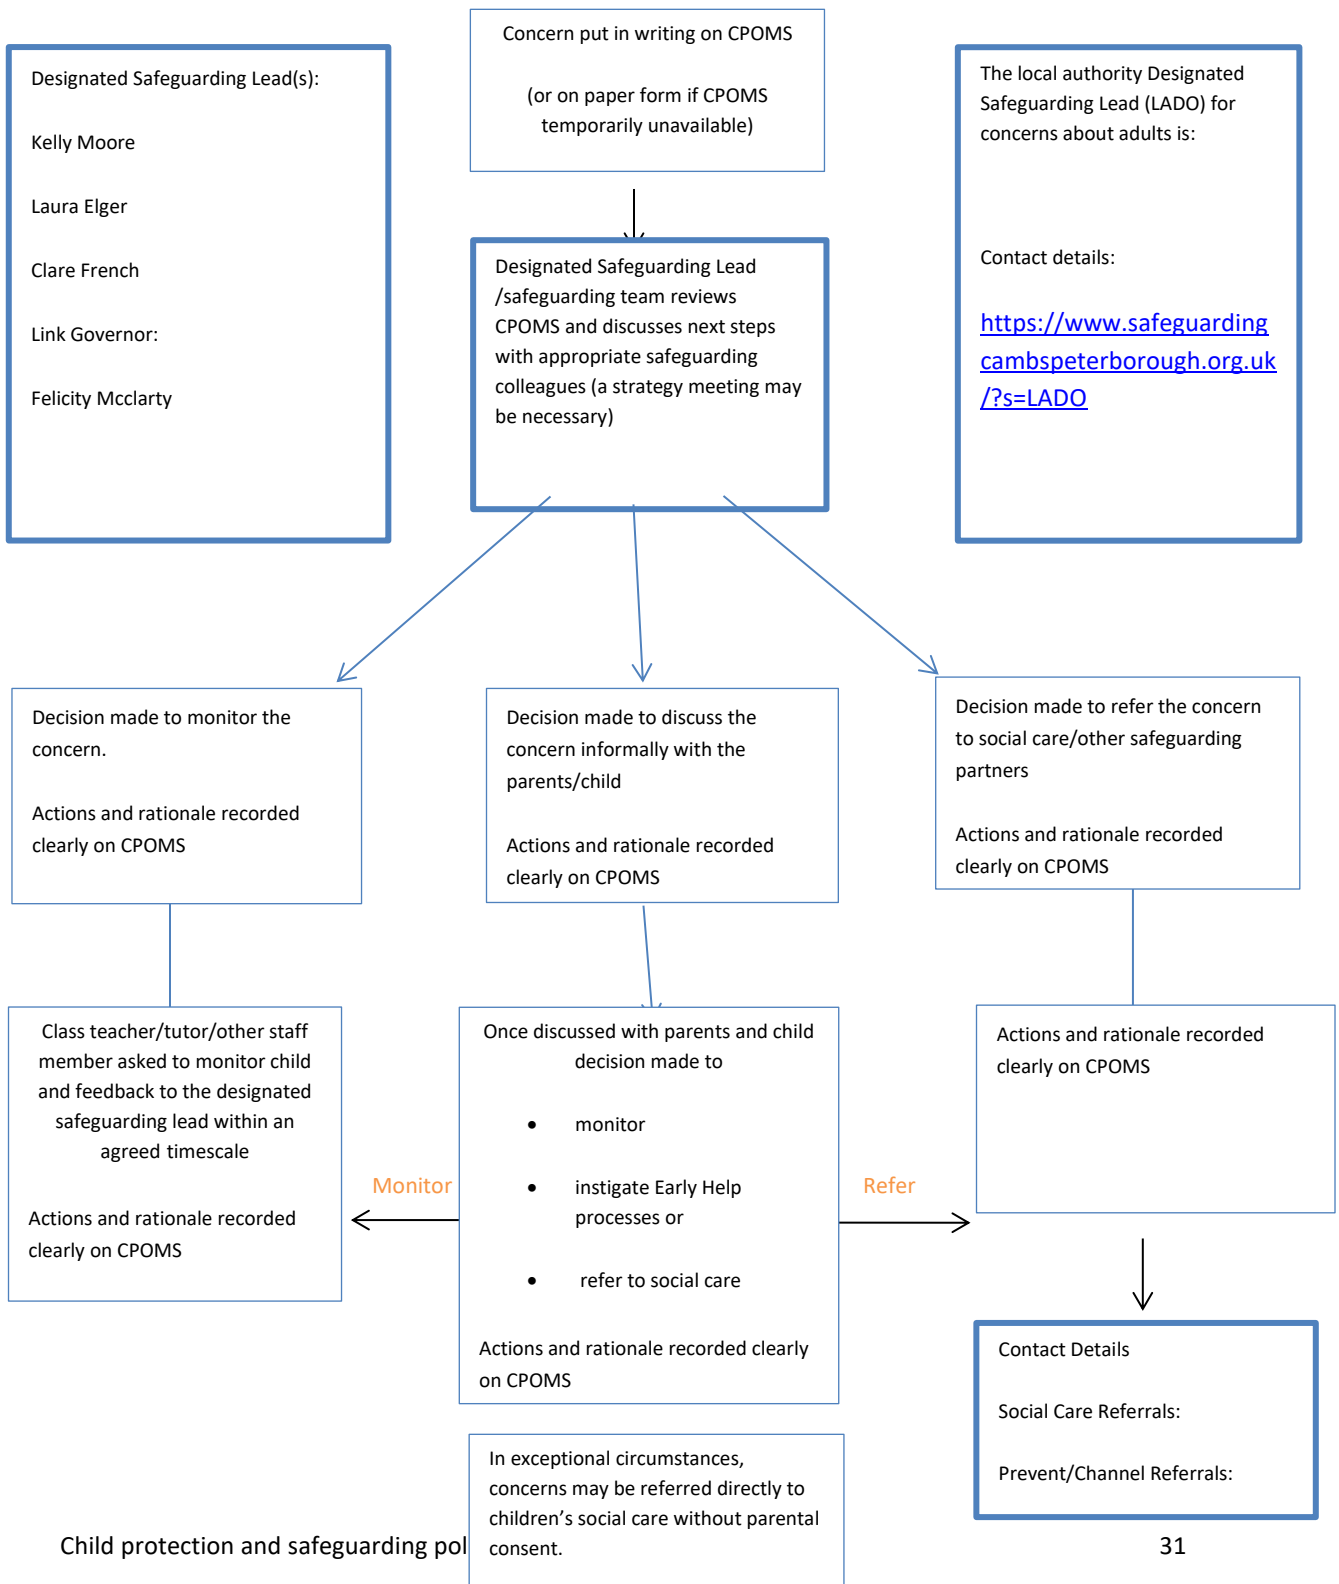 Concern put in writing on CPOMS
(or on paper form if CPOMS
temporarily unavailable)
Designated Safeguarding Lead(s):
Kelly Moore
Laura Elger
Clare French
Link Governor:
Felicity Mcclarty
The local authority Designated
Safeguarding Lead (LADO) for
concerns about adults is:
Contact details:
https://www.safeguarding
cambspeterborough.org.uk
/?s=LADO
Designated Safeguarding Lead
/safeguarding team reviews
CPOMS and discusses next steps
with appropriate safeguarding
colleagues (a strategy meeting may
be necessary)
Decision made to monitor the
concern.
Actions and rationale recorded
clearly on CPOMS
Decision made to discuss the
concern informally with the
parents/child
Actions and rationale recorded
clearly on CPOMS
Decision made to refer the concern
to social care/other safeguarding
partners
Actions and rationale recorded
clearly on CPOMS
Class teacher/tutor/other staff
member asked to monitor child
and feedback to the designated
safeguarding lead within an
agreed timescale
Actions and rationale recorded
clearly on CPOMS
Monitor
Once discussed with parents and child
decision made to
• monitor
• instigate Early Help
processes or
• refer to social care
Actions and rationale recorded clearly
on CPOMS
Refer
Actions and rationale recorded
clearly on CPOMS
Contact Details
Social Care Referrals:
Prevent/Channel Referrals:
In exceptional circumstances,
concerns may be referred directly to
children’s social care without parental
consent.
Child protection and safeguarding pol
31